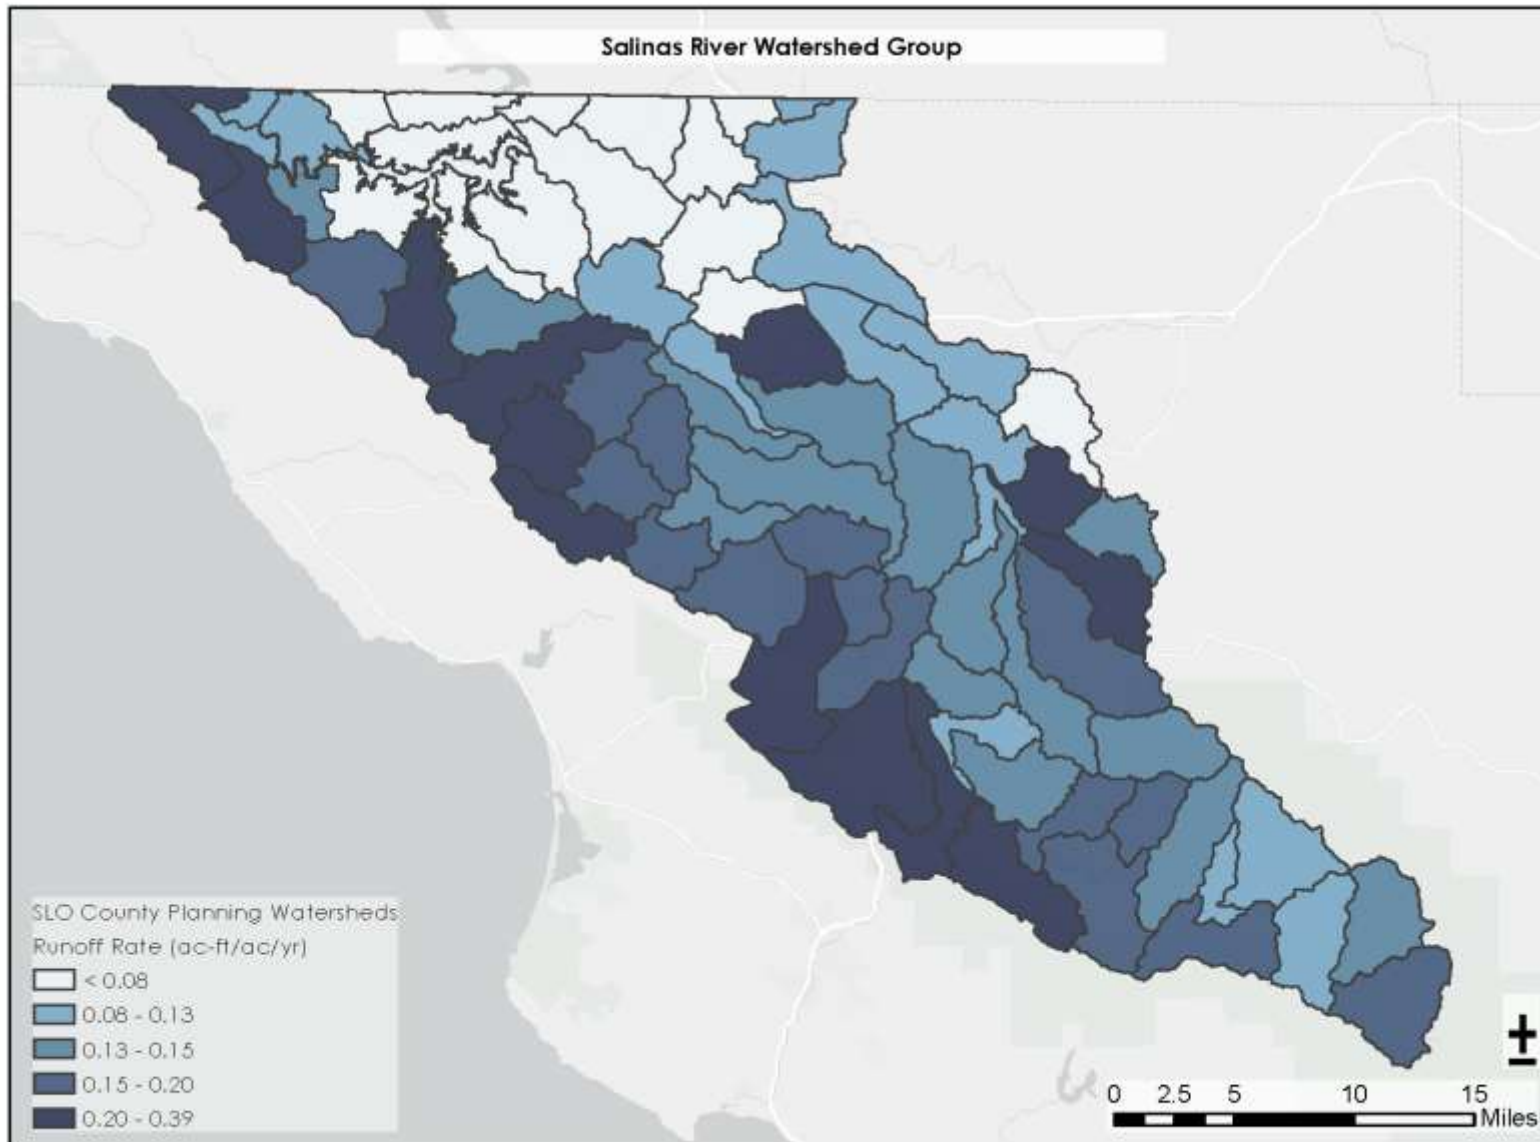 Salinas River Watershed Group
SLO County Planning Watersheds
Runoff Rate (ac-ft/ac/yr)
< 0.08
0.08 - 0.13
0.13 - 0.15
0.15 - 0.20
0.20 - 0.39
0 2.5 5 10 15
Miles